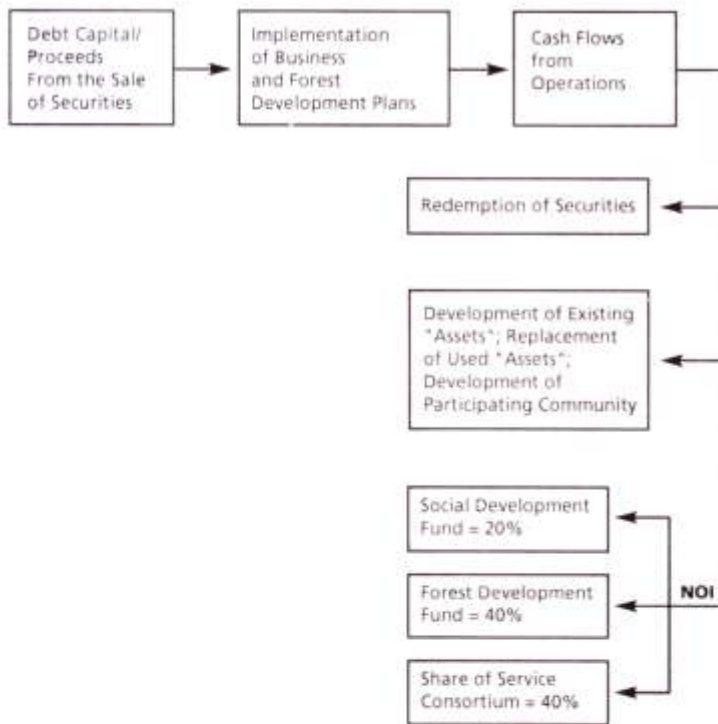 Debt Capital/
Proceeds
From the Sale
of Securities
Implementation
of Business
and Forest
Development Plans
Cash Flows
from
Operations
Redemption of Securities
Development of Existing
"Assets"; Replacement
of Used "Assets";
Development of
Participating Community
Social Development
Fund = 20%
Forest Development
Fund = 40%
NOI
Share of Service
Consortium = 40%